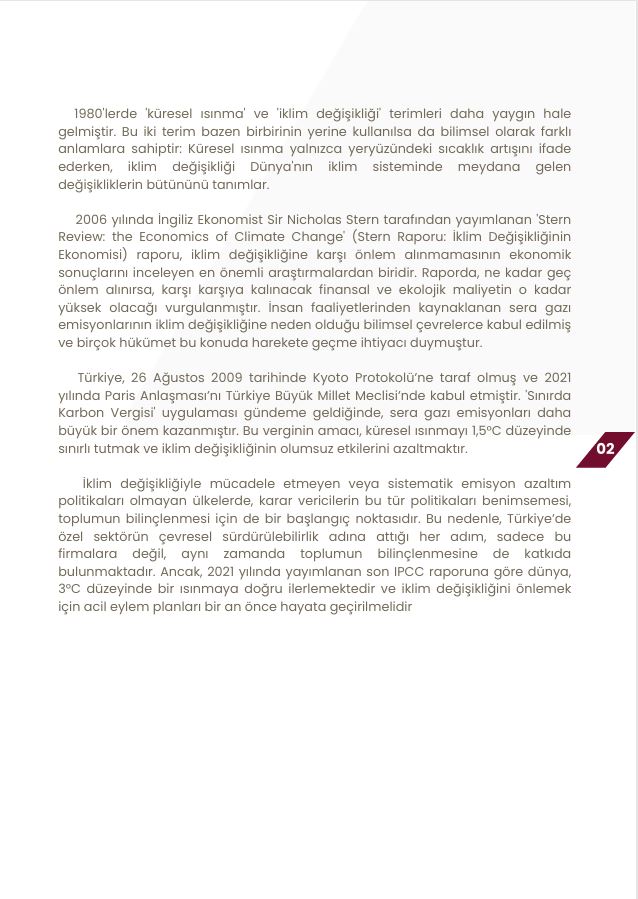 1980'lerde 'küresel ısınma' ve 'iklim değişikliği' terimleri daha yaygın hale
gelmiştir. Bu iki terim bazen birbirinin yerine kullanılsa da bilimsel olarak farklı
anlamlara sahiptir: Küresel ısınma yalnızca yeryüzündeki sıcaklık artışını ifade
ederken, iklim değişikliği Dünya'nın iklim sisteminde meydana gelen
değişikliklerin bütününü tanımlar.
2006 yılında İngiliz Ekonomist Sir Nicholas Stern tarafından yayımlanan 'Stern
Review: the Economics of Climate Change' (Stern Raporu: İklim Değişikliğinin
Ekonomisi) raporu, iklim değişikliğine karşı önlem alınmamasının ekonomik
sonuçlarını inceleyen en önemli araştırmalardan biridir. Raporda, ne kadar geç
önlem alınırsa, karşı karşıya kalınacak finansal ve ekolojik maliyetin o kadar
yüksek olacağı vurgulanmıştır. İnsan faaliyetlerinden kaynaklanan sera gazı
emisyonlarının iklim değişikliğine neden olduğu bilimsel çevrelerce kabul edilmiş
ve birçok hükümet bu konuda harekete geçme ihtiyacı duymuştur.
Türkiye, 26 Ağustos 2009 tarihinde Kyoto Protokolü’ne taraf olmuş ve 2021
yılında Paris Anlaşması’nı Türkiye Büyük Millet Meclisi’nde kabul etmiştir. 'Sınırda
Karbon Vergisi' uygulaması gündeme geldiğinde, sera gazı emisyonları daha
büyük bir önem kazanmıştır. Bu verginin amacı, küresel ısınmayı 1,5°C düzeyinde
sınırlı tutmak ve iklim değişikliğinin olumsuz etkilerini azaltmaktır.
02
İklim değişikliğiyle mücadele etmeyen veya sistematik emisyon azaltım
politikaları olmayan ülkelerde, karar vericilerin bu tür politikaları benimsemesi,
toplumun bilinçlenmesi için de bir başlangıç noktasıdır. Bu nedenle, Türkiye’de
özel sektörün çevresel sürdürülebilirlik adına attığı her adım, sadece bu
firmalara değil, aynı zamanda toplumun bilinçlenmesine de katkıda
bulunmaktadır. Ancak, 2021 yılında yayımlanan son IPCC raporuna göre dünya,
3°C düzeyinde bir ısınmaya doğru ilerlemektedir ve iklim değişikliğini önlemek
için acil eylem planları bir an önce hayata geçirilmelidir